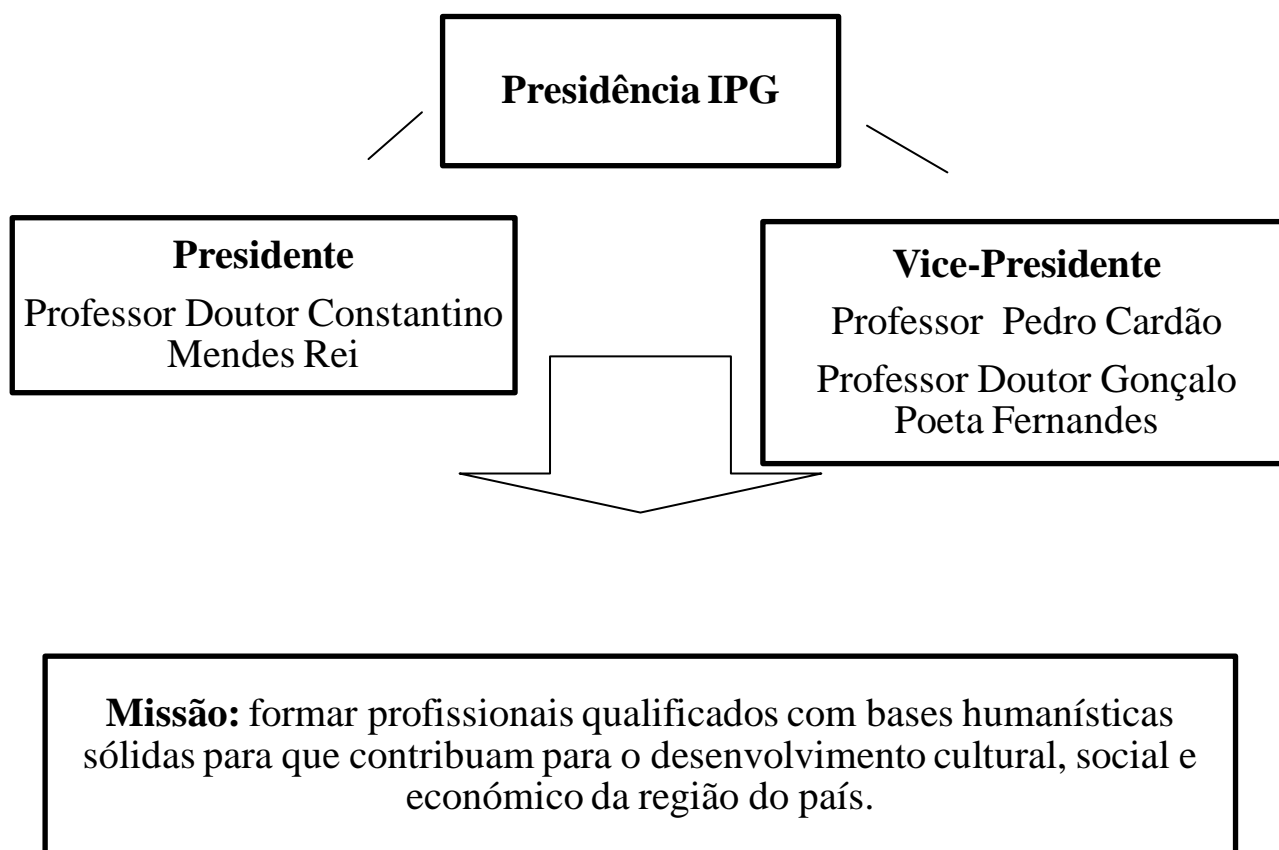 Presidência IPG
Presidente
Professor Doutor Constantino
Mendes Rei
Vice-Presidente
Professor Pedro Cardão
Professor Doutor Gonçalo
Poeta Fernandes
Missão: formar profissionais qualificados com bases humanísticas
sólidas para que contribuam para o desenvolvimento cultural, social e
económico da região do país.